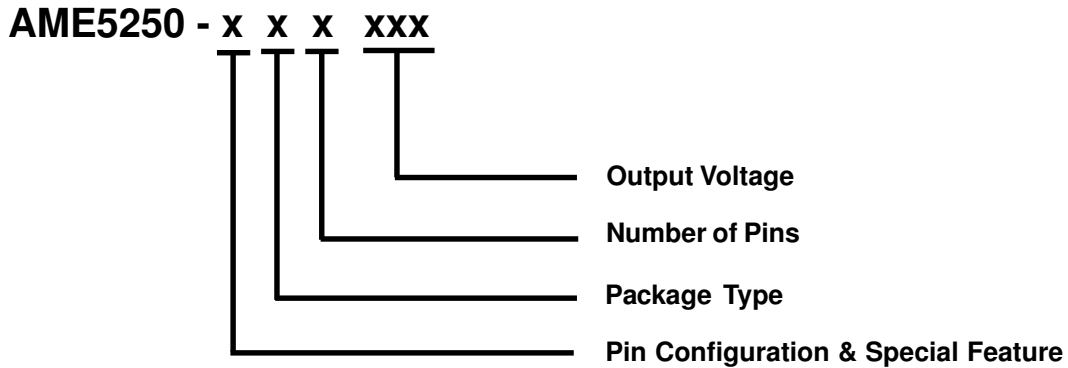 AME5250 - x x x xxx
Output Voltage
Number of Pins
Package Type
Pin Configuration & Special Feature